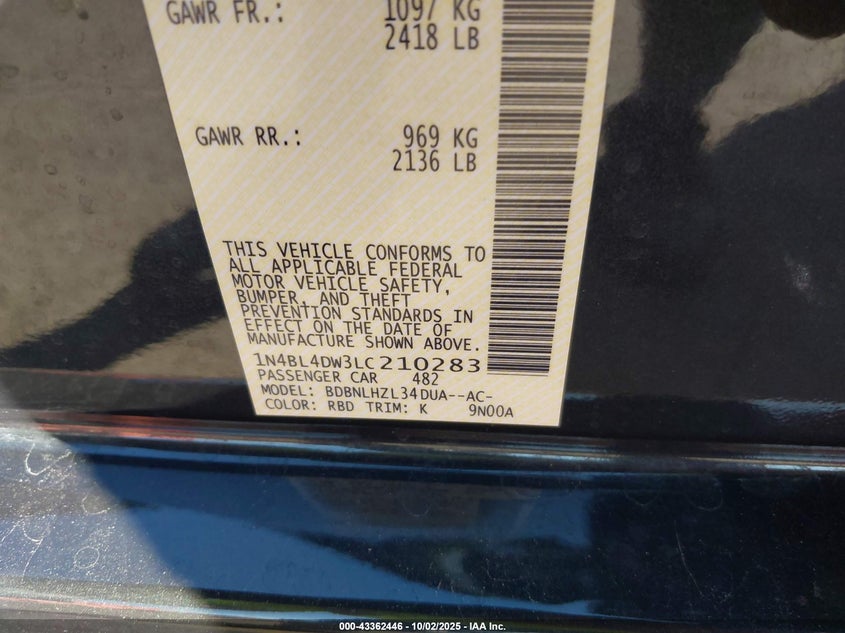 GAWR FR.: 1097 KG
2418 LB
GAWR RR.: 969 KG
2136 LB
THIS VEHICLE CONFORMS TO
ALL APPLICABLE FEDERAL
MOTOR VEHICLE SAFETY,
BUMPER, AND THEFT
PREVENTION STANDARDS IN
EFFECT ON THE DATE OF
MANUFACTURE SHOWN ABOVE.
1N4BL4DW3LC210283
PASSENGER CAR 482
MODEL: BDBNLHZL34DUA--AC-
COLOR: RBD TRIM: K 9N00A
000-43362446 - 10/02/2025 - IAA Inc.